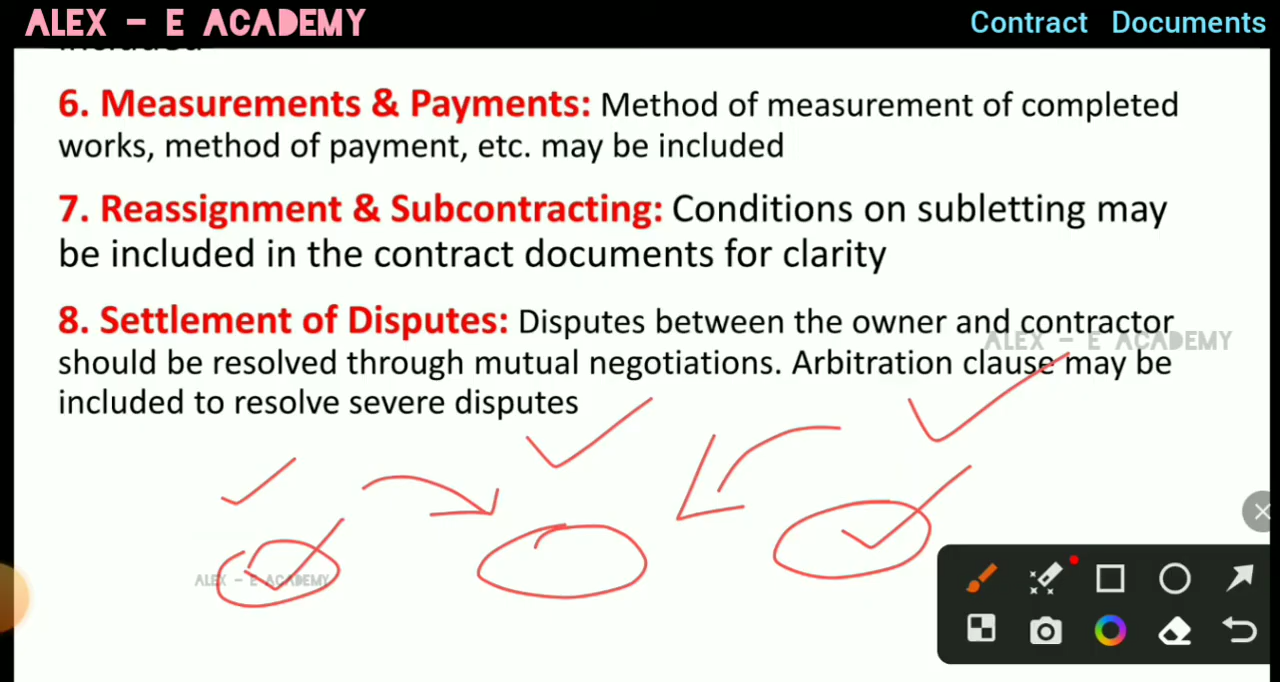 ALEX - E ACADEMY
Contract Documents
included
6. Measurements & Payments: Method of measurement of completed
works, method of payment, etc. may be included
7. Reassignment & Subcontracting: Conditions on subletting may
be included in the contract documents for clarity
8. Settlement of Disputes: Disputes between the owner and contractor
ALEX - E ACADEMY
should be resolved through mutual negotiations. Arbitration clause may be
included to resolve severe disputes
ALEX - E ACADEMY